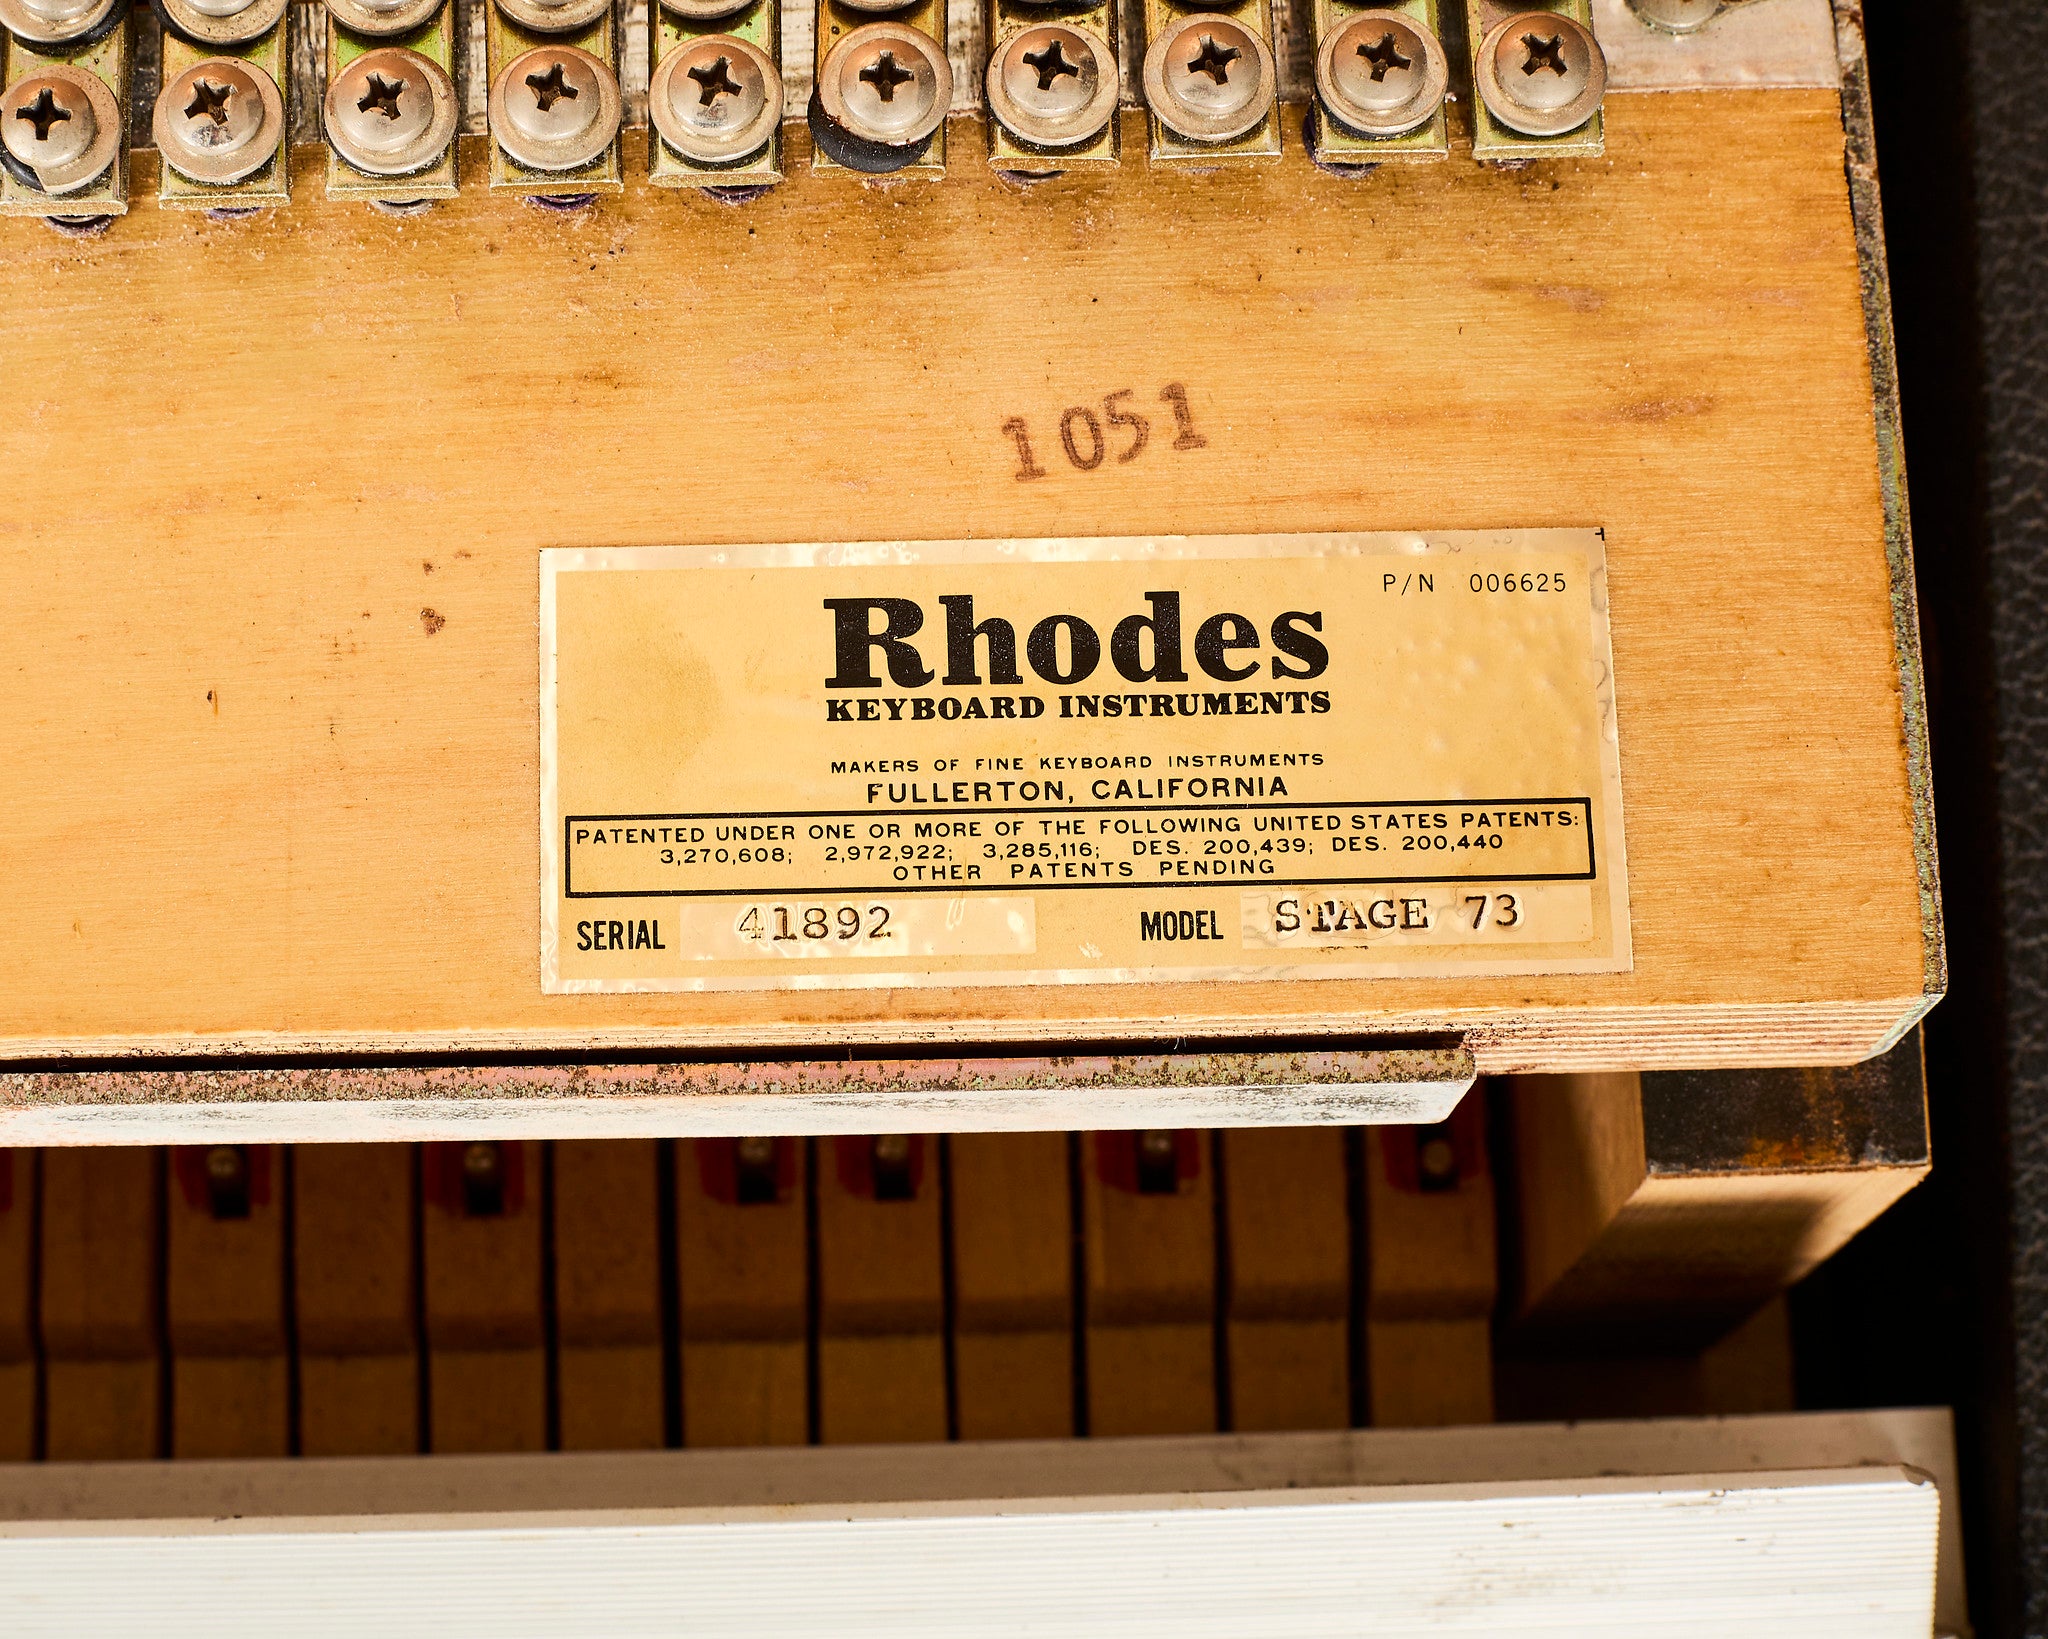 1051
P/N 006625
Rhodes
KEYBOARD INSTRUMENTS
MAKERS OF FINE KEYBOARD INSTRUMENTS
FULLERTON, CALIFORNIA
PATENTED UNDER ONE OR MORE OF THE FOLLOWING UNITED STATES PATENTS:
3,270,608; 2,972,922; 3,285,116; DES. 200,439; DES. 200,440
OTHER PATENTS PENDING
SERIAL 41892 MODEL STAGE 73